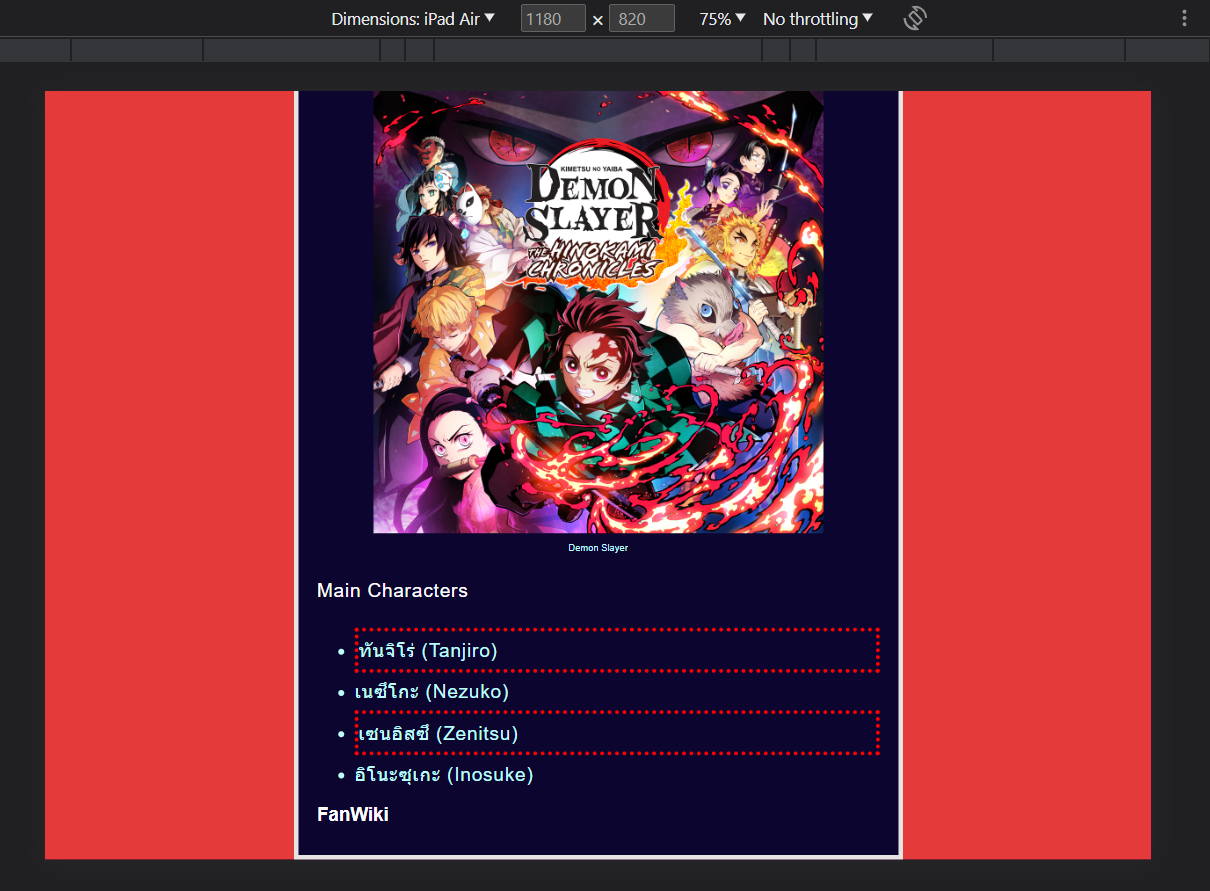 Dimensions: iPad Air 1180 × 820 75% No throttling
KIMETSU NO YAIBA
DEMON
SLAYER
THE HINOKAMI
CHRONICLES
Demon Slayer
Main Characters
ทันจิโร่ (Tanjiro)
เนซึโกะ (Nezuko)
เซนอิสซึ (Zenitsu)
อิโนะซุเกะ (Inosuke)
FanWiki